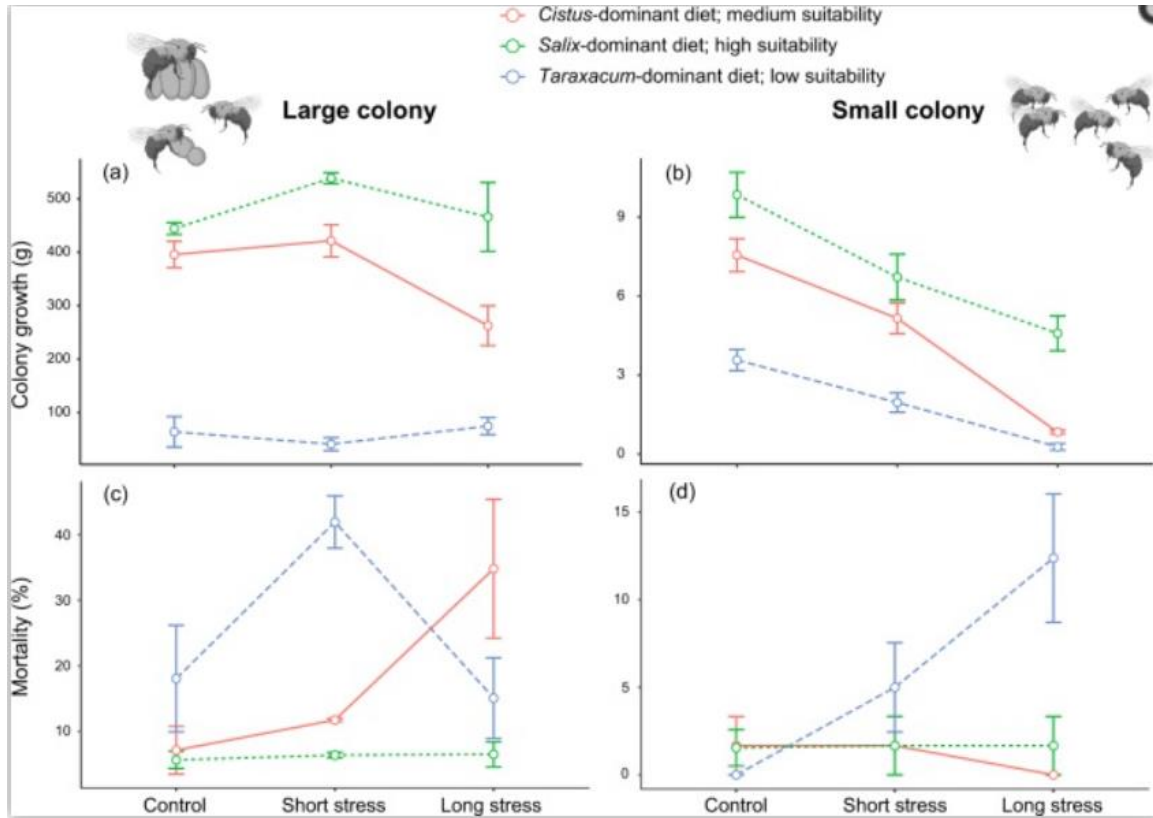 Cistus-dominant diet; medium suitability
Salix-dominant diet; high suitability
Taraxacum-dominant diet; low suitability
Large colony
Small colony
(a)
(b)
Colony growth (g)
500
400
300
200
100
9
6
3
0
(c)
(d)
Mortality (%)
40
30
20
10
15
10
5
0
Control
Short stress
Long stress
Control
Short stress
Long stress